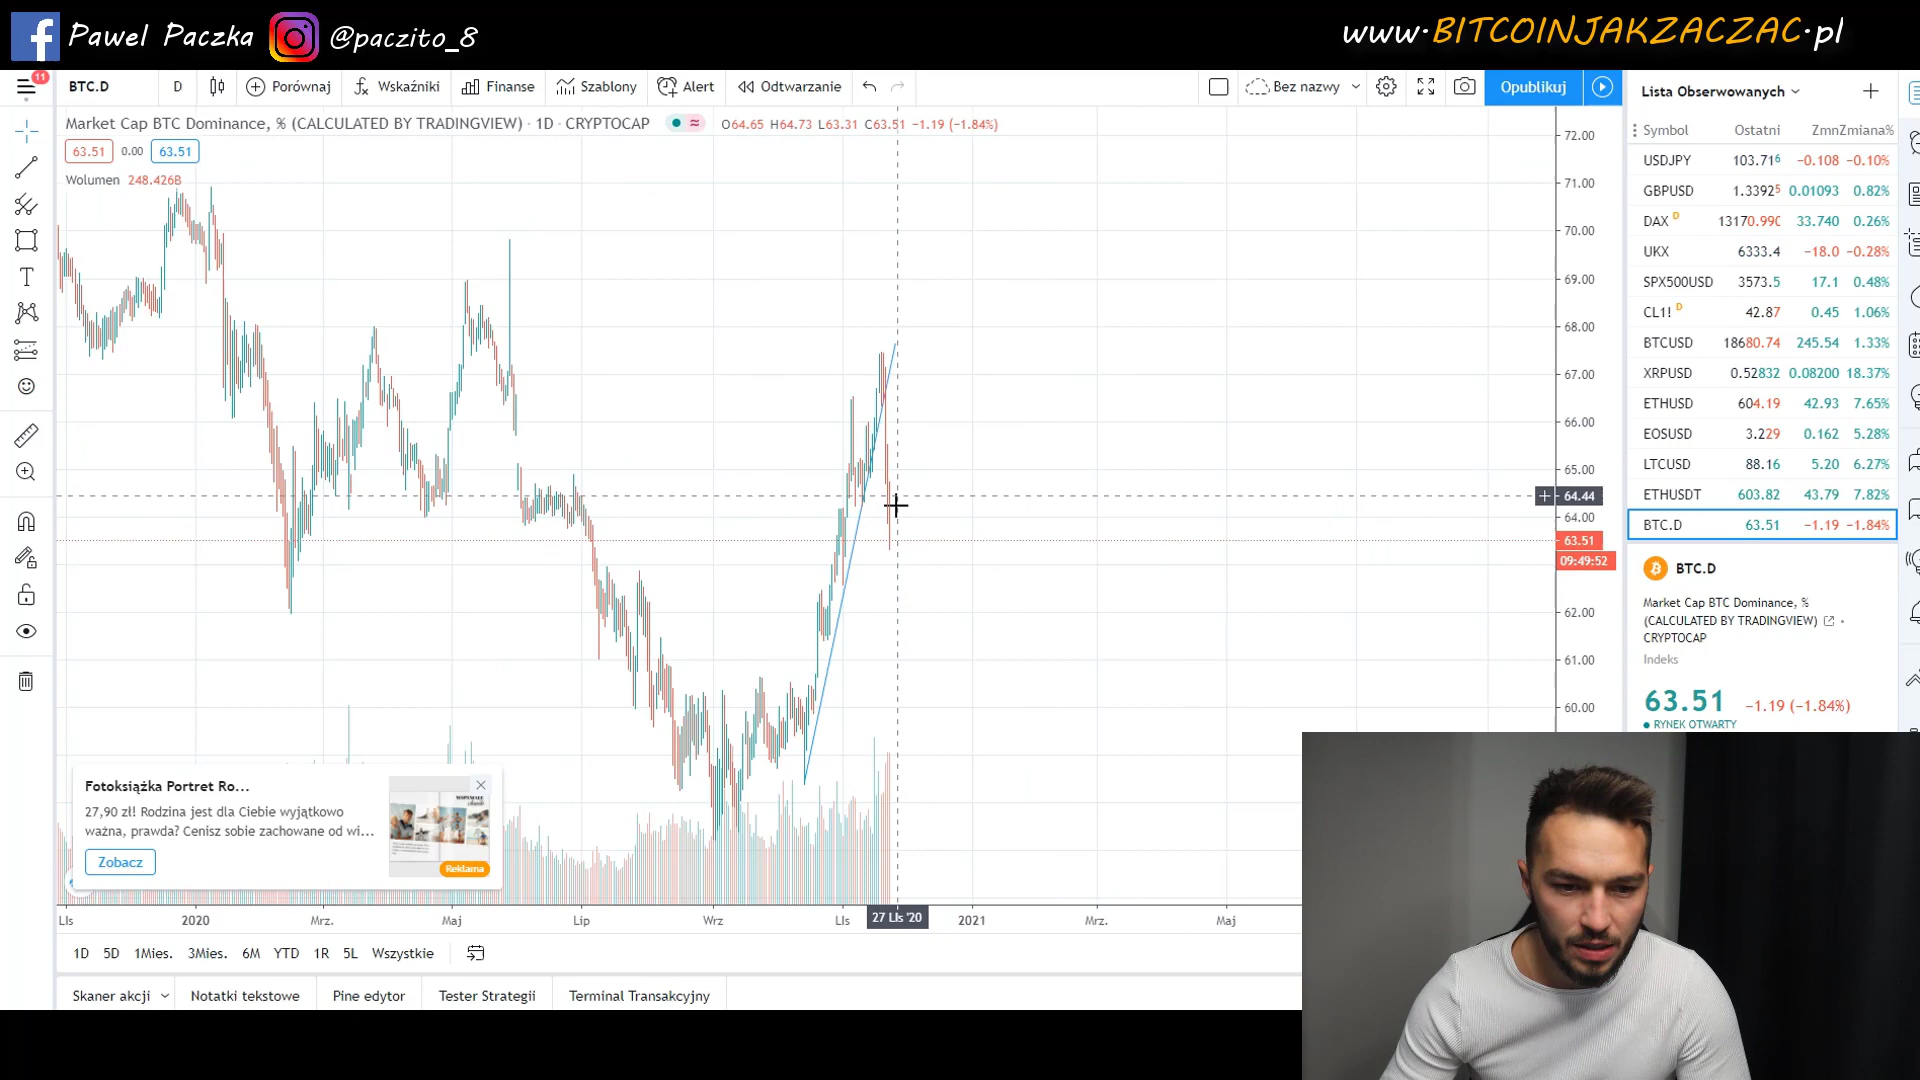 Pawel Paczka @paczito_8
www.BITCOINJAKZACZAC.pl
11
BTC.D D Porównaj Wskaźniki Finanse Szablony Alert Odtwarzanie Bez nazwy Opublikuj
Market Cap BTC Dominance, % (CALCULATED BY TRADINGVIEW) · 1D · CRYPTOCAP O64.65 H64.73 L63.31 C63.51 −1.19 (−1.84%)
63.51 0.00 63.51
Wolumen 248.426B
72.00
71.00
70.00
69.00
68.00
67.00
66.00
65.00
64.44
64.00
63.51
09:49:52
62.00
61.00
60.00
Lista Obserwowanych
Symbol Ostatni Zmn Zmiana%
USDJPY 103.716 −0.108 −0.10%
GBPUSD 1.33925 0.01093 0.82%
DAX D 13170.990 33.740 0.26%
UKX 6333.4 −18.0 −0.28%
SPX500USD 3573.5 17.1 0.48%
CL1! D 42.87 0.45 1.06%
BTCUSD 18680.74 245.54 1.33%
XRPUSD 0.52832 0.08200 18.37%
ETHUSD 604.19 42.93 7.65%
EOSUSD 3.229 0.162 5.28%
LTCUSD 88.16 5.20 6.27%
ETHUSDT 603.82 43.79 7.82%
BTC.D 63.51 −1.19 −1.84%
BTC.D
Market Cap BTC Dominance, %
(CALCULATED BY TRADINGVIEW) •
CRYPTOCAP
Indeks
63.51 −1.19 (−1.84%)
RYNEK OTWARTY
Fotoksiążka Portret Ro...
27,90 zł! Rodzina jest dla Ciebie wyjątkowo
ważna, prawda? Cenisz sobie zachowane od wi...
Zobacz
Reklama
LIs 2020 Mrz. Maj Lip Wrz LIs 27 LIs '20 2021 Mrz. Maj
1D 5D 1Mies. 3Mies. 6M YTD 1R 5L Wszystkie
Skaner akcji Notatki tekstowe Pine edytor Tester Strategii Terminal Transakcyjny